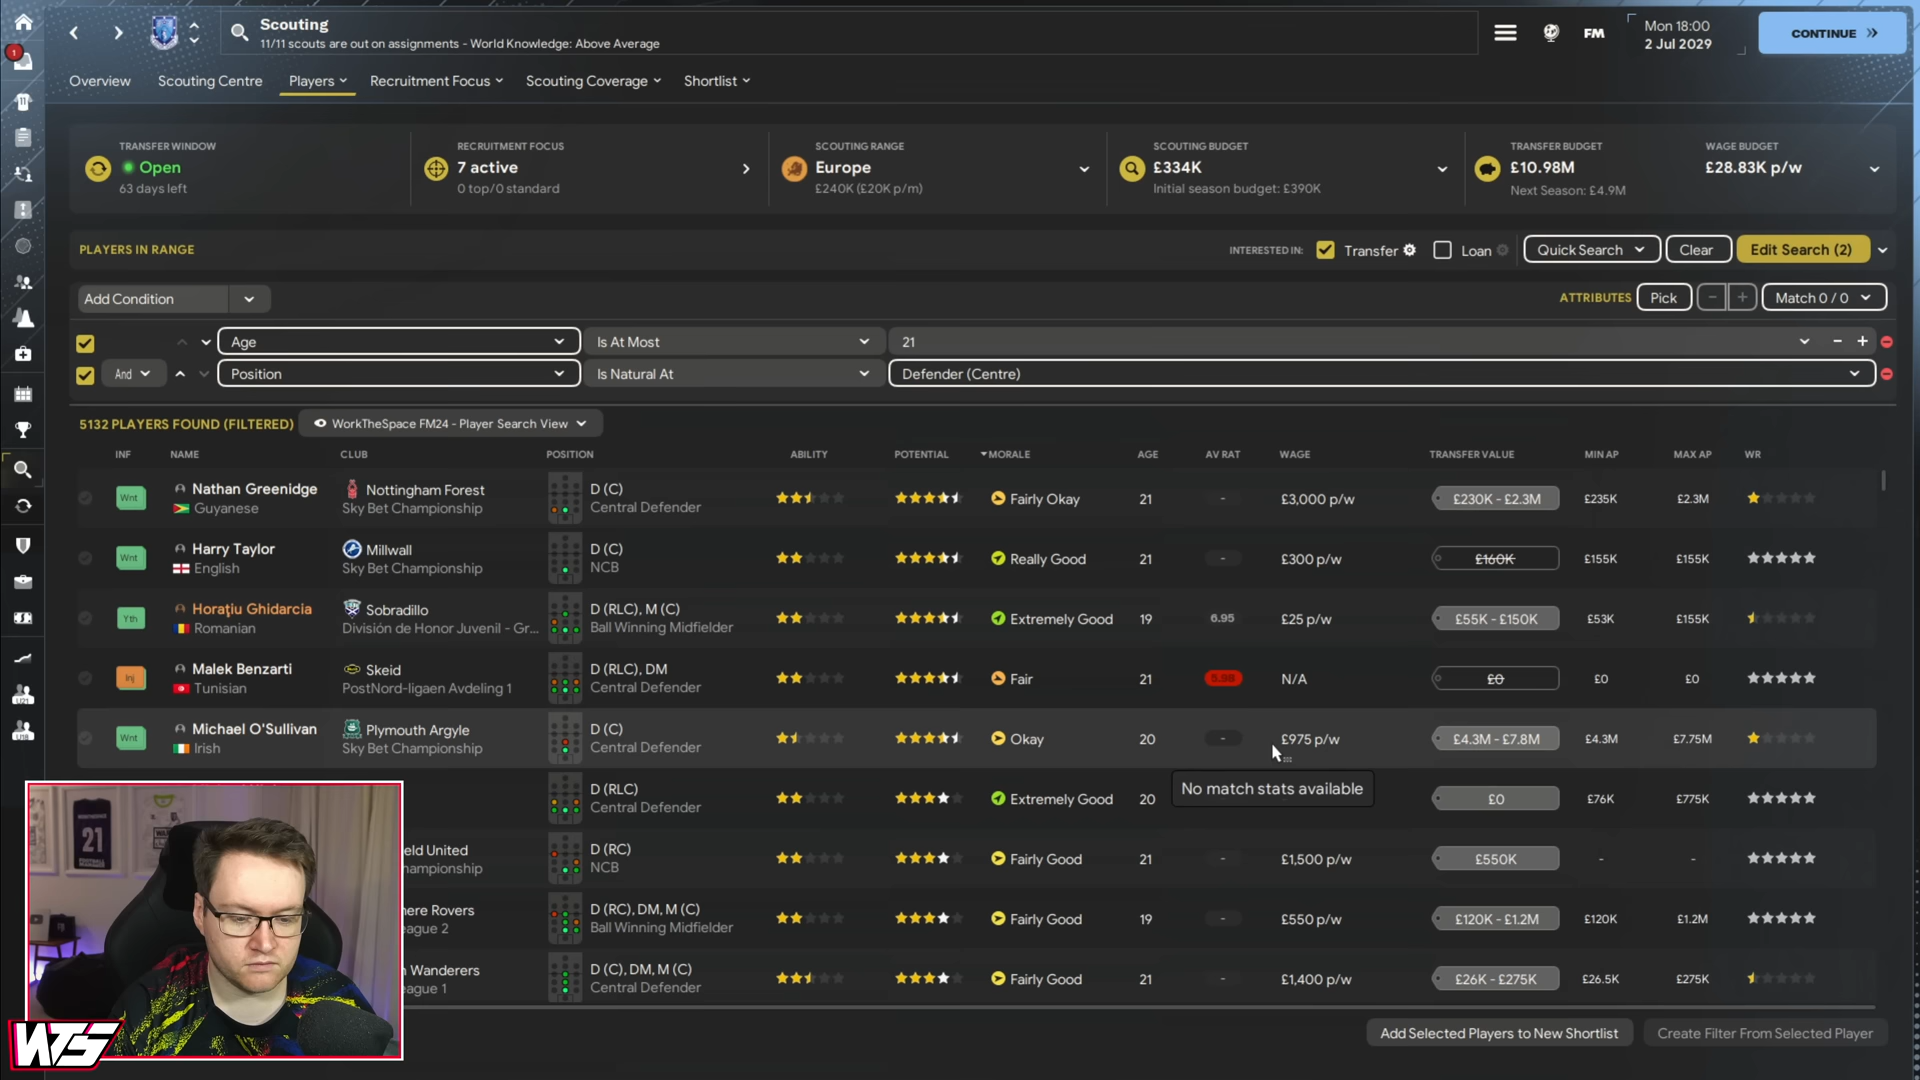 Scouting
11/11 scouts are out on assignments - World Knowledge: Above Average
FM
Mon 18:00
2 Jul 2029
CONTINUE
1
Overview
Scouting Centre
Players
Recruitment Focus
Scouting Coverage
Shortlist
TRANSFER WINDOW
Open
63 days left
RECRUITMENT FOCUS
7 active
0 top/0 standard
SCOUTING RANGE
Europe
£240K (£20K p/m)
SCOUTING BUDGET
£334K
Initial season budget: £390K
TRANSFER BUDGET
£10.98M
Next Season: £4.9M
WAGE BUDGET
£28.83K p/w
PLAYERS IN RANGE
INTERESTED IN: Transfer Loan Quick Search Clear Edit Search (2)
Add Condition
ATTRIBUTES Pick - + Match 0 / 0
Age Is At Most 21 - +
And Position Is Natural At Defender (Centre)
5132 PLAYERS FOUND (FILTERED) WorkTheSpace FM24 - Player Search View
INF NAME CLUB POSITION ABILITY POTENTIAL MORALE AGE AV RAT WAGE TRANSFER VALUE MIN AP MAX AP WR
Wnt Nathan Greenidge Nottingham Forest D (C) Fairly Okay 21 - £3,000 p/w £230K - £2.3M £235K £2.3M
Guyanese Sky Bet Championship Central Defender
Wnt Harry Taylor Millwall D (C) Really Good 21 - £300 p/w £160K £155K £155K
English Sky Bet Championship NCB
Yth Horațiu Ghidarcia Sobradillo D (RLC), M (C) Extremely Good 19 6.95 £25 p/w £55K - £150K £53K £155K
Romanian División de Honor Juvenil - Gr... Ball Winning Midfielder
Inj Malek Benzarti Skeid D (RLC), DM Fair 21 5.98 N/A £0 £0 £0
Tunisian PostNord-ligaen Avdeling 1 Central Defender
Wnt Michael O'Sullivan Plymouth Argyle D (C) Okay 20 - £975 p/w £4.3M - £7.8M £4.3M £7.75M
Irish Sky Bet Championship Central Defender
D (RLC) Extremely Good 20 £0 £76K £775K
Central Defender
No match stats available
eld United D (RC) Fairly Good 21 - £1,500 p/w £550K - -
hampionship NCB
ere Rovers D (RC), DM, M (C) Fairly Good 19 - £550 p/w £120K - £1.2M £120K £1.2M
eague 2 Ball Winning Midfielder
n Wanderers D (C), DM, M (C) Fairly Good 21 - £1,400 p/w £26K - £275K £26.5K £275K
eague 1 Central Defender
21
WTS
Add Selected Players to New Shortlist
Create Filter From Selected Player
U21
U18